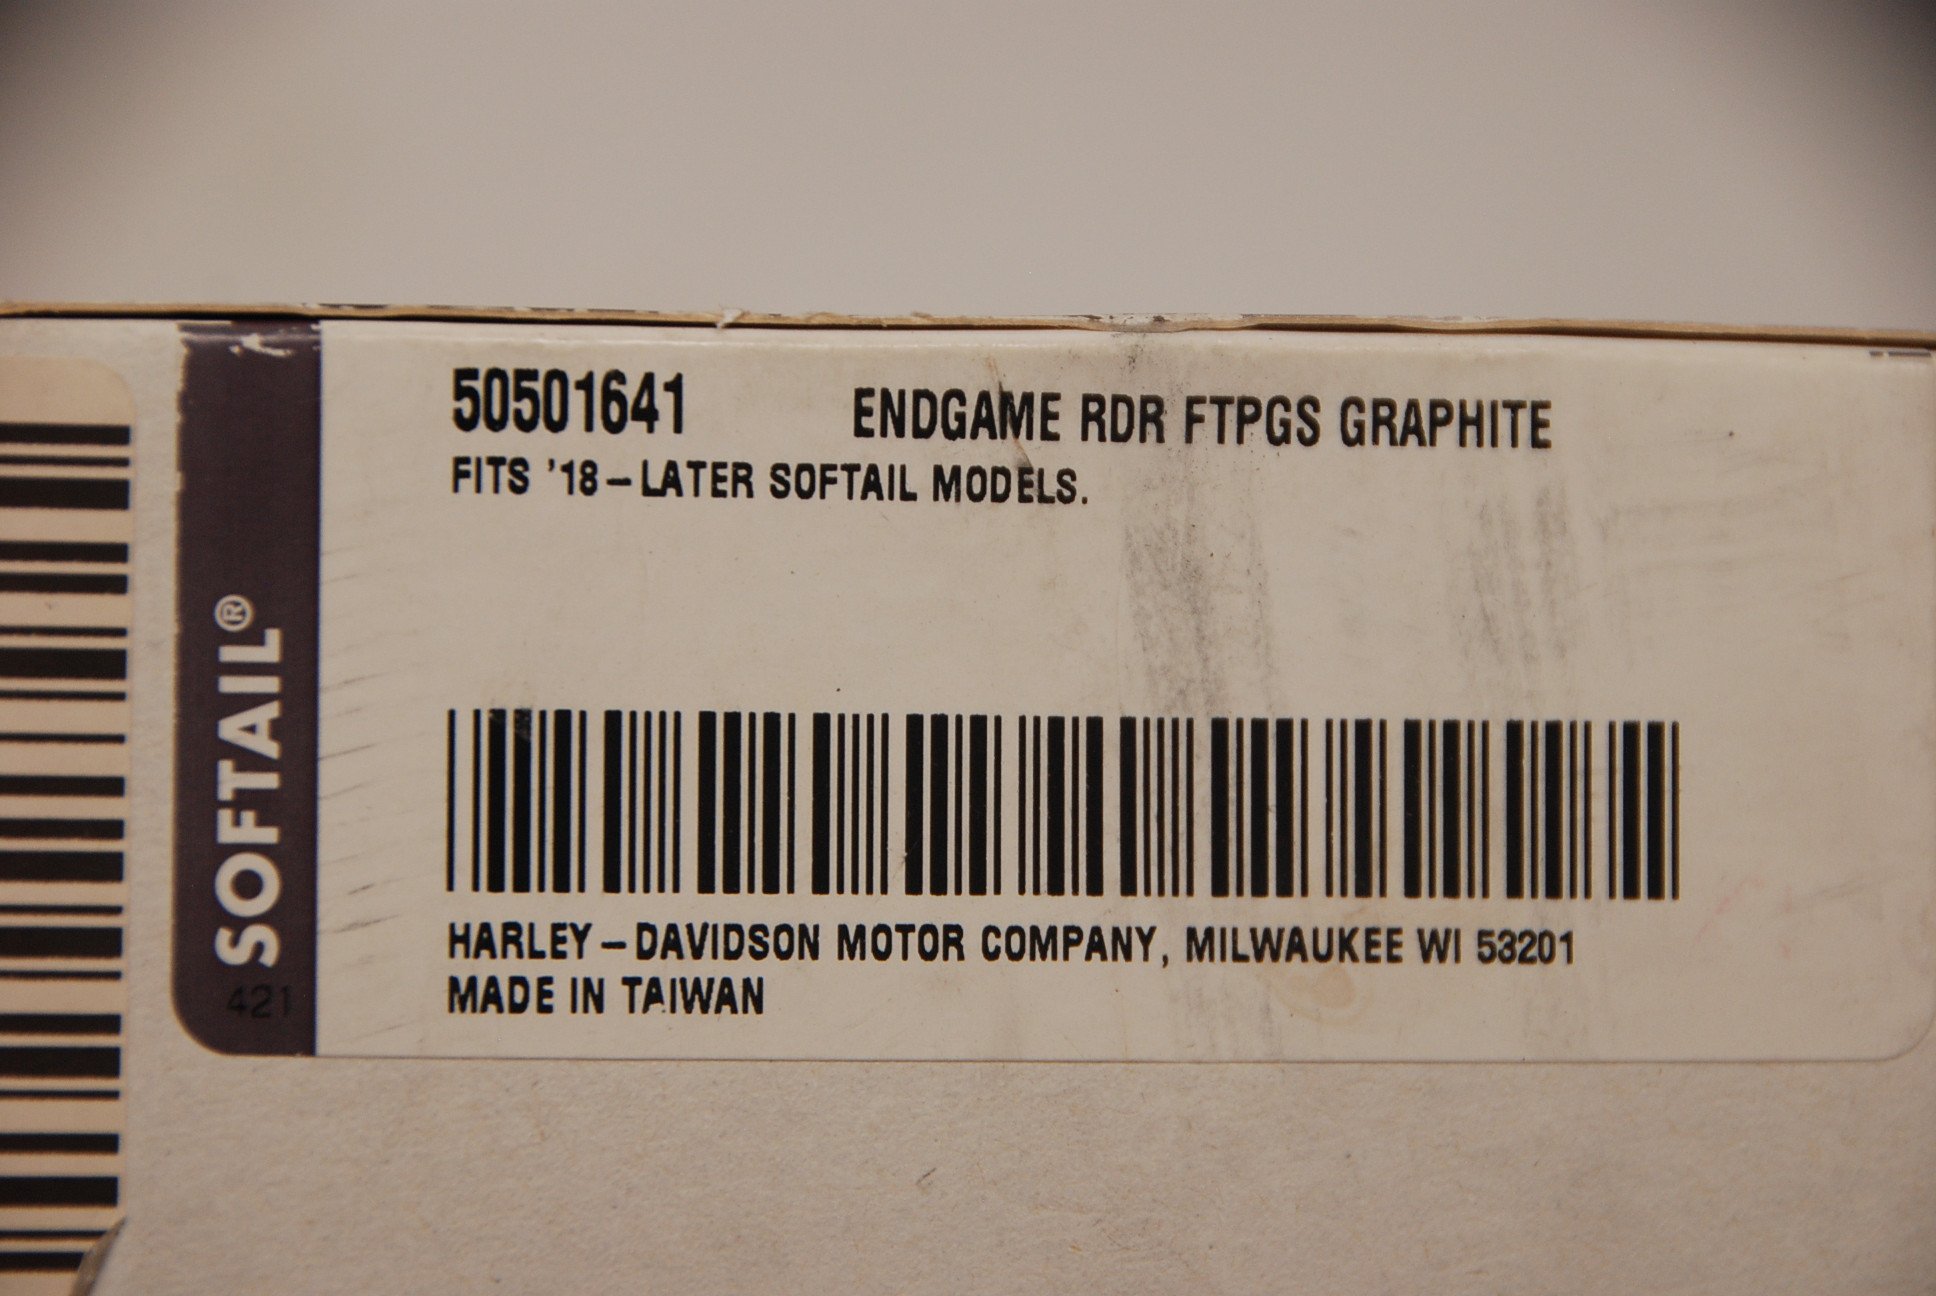 50501641 ENDGAME RDR FTPGS GRAPHITE
FITS '18-LATER SOFTAIL MODELS.
SOFTAIL®
421
HARLEY-DAVIDSON MOTOR COMPANY, MILWAUKEE WI 53201
MADE IN TAIWAN